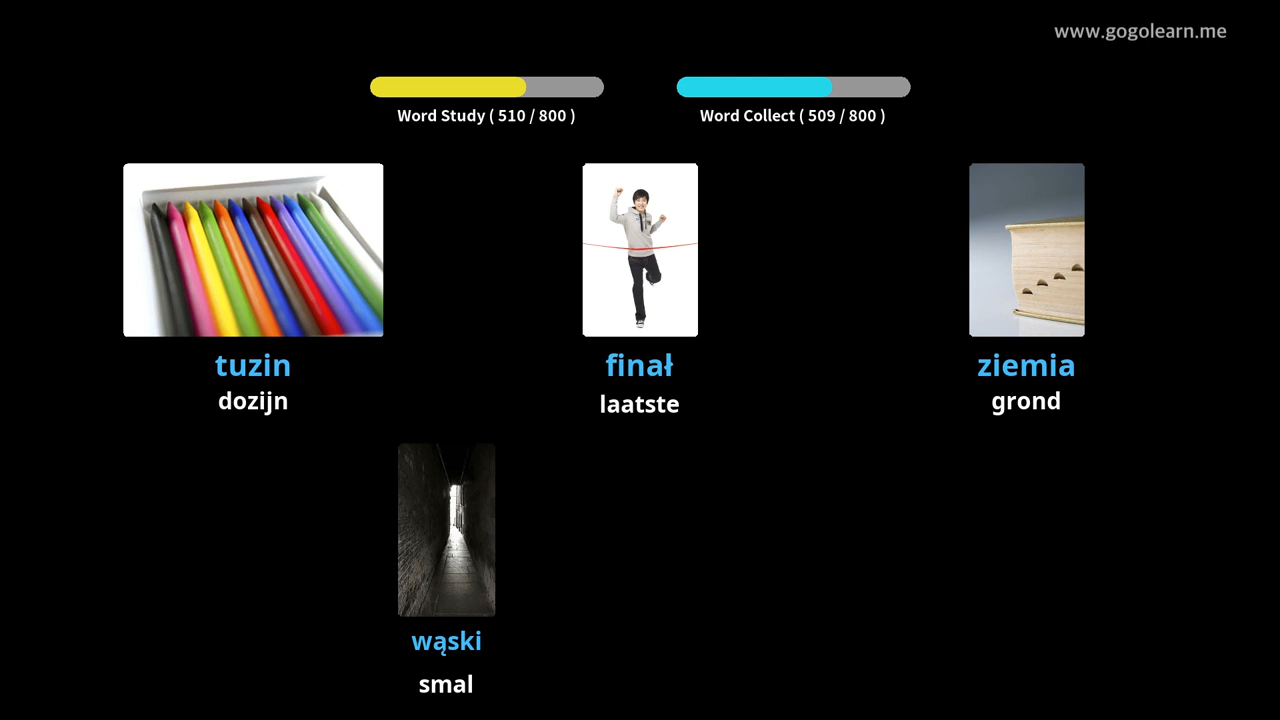 www.gogolearn.me
Word Study ( 510 / 800 )
Word Collect ( 509 / 800 )
tuzin
dozijn
finał
laatste
ziemia
grond
wąski
smal